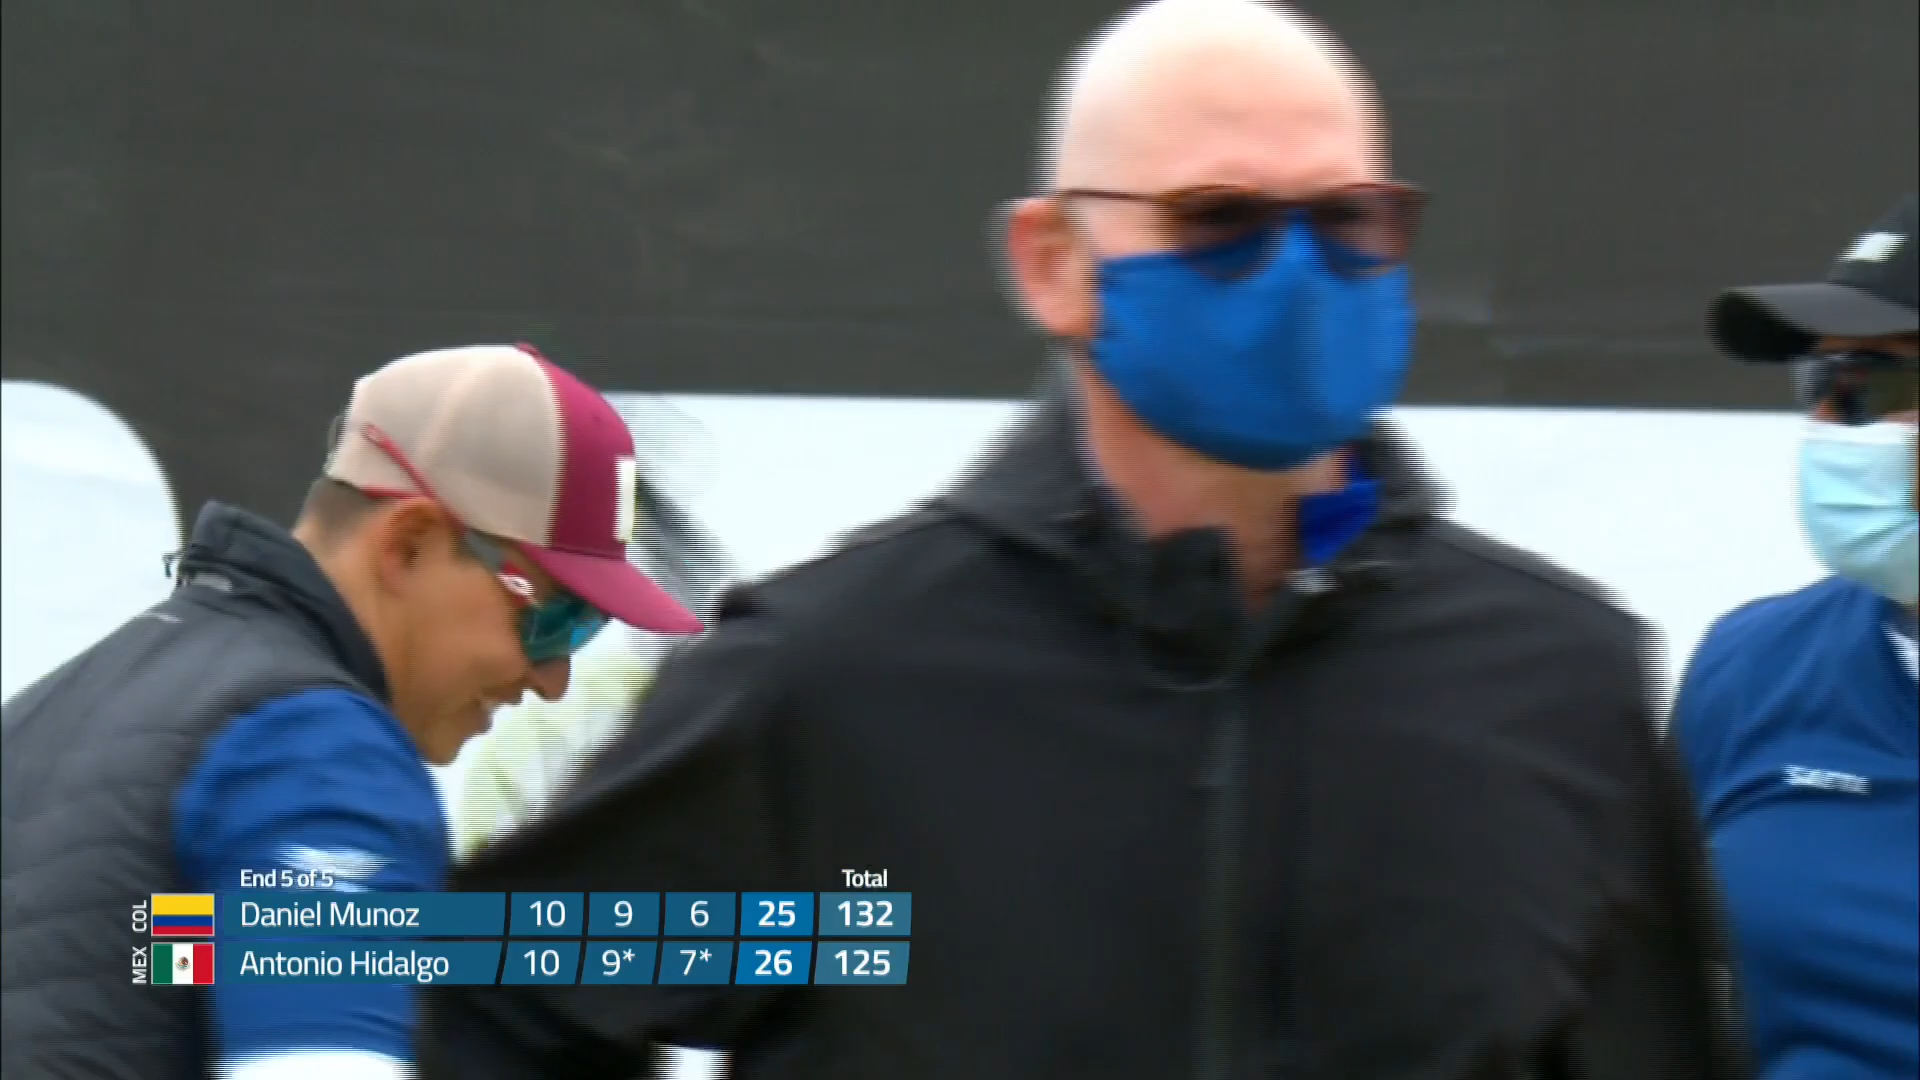 End 5 of 5 Total
COL Daniel Munoz 10 9 6 25 132
MEX Antonio Hidalgo 10 9* 7* 26 125